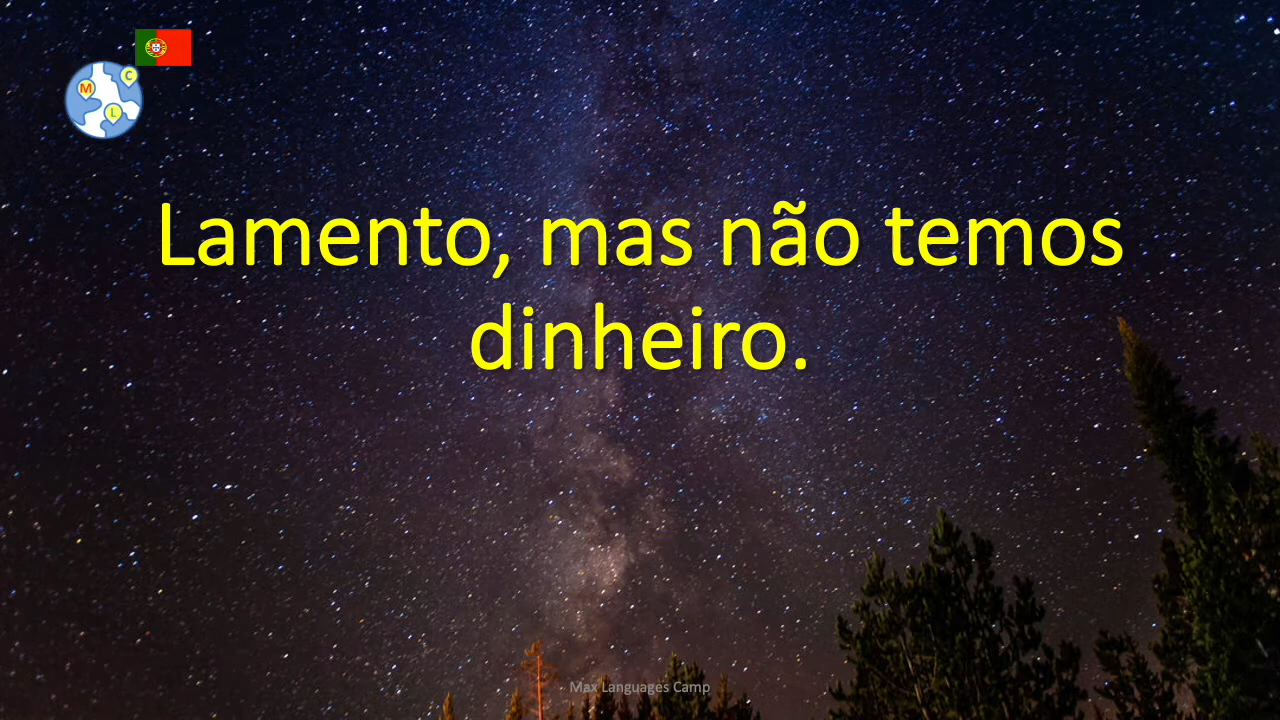 C
M
L
Lamento, mas não temos
dinheiro.
Max Languages Camp